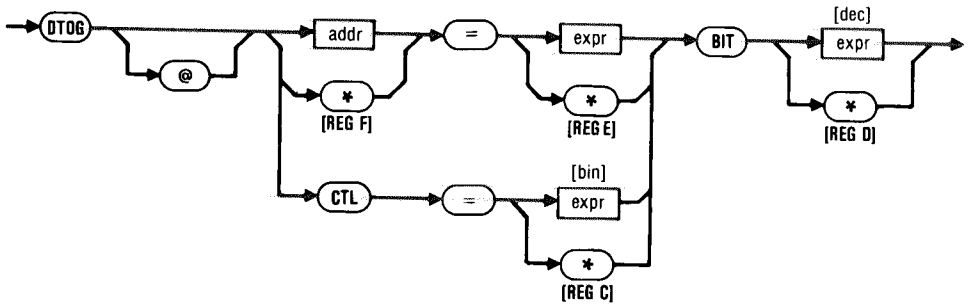 [dec]
DTOG addr = expr BIT expr
@ * * *
[REG F] [REG E] [REG D]
[bin]
CTL = expr
*
[REG C]